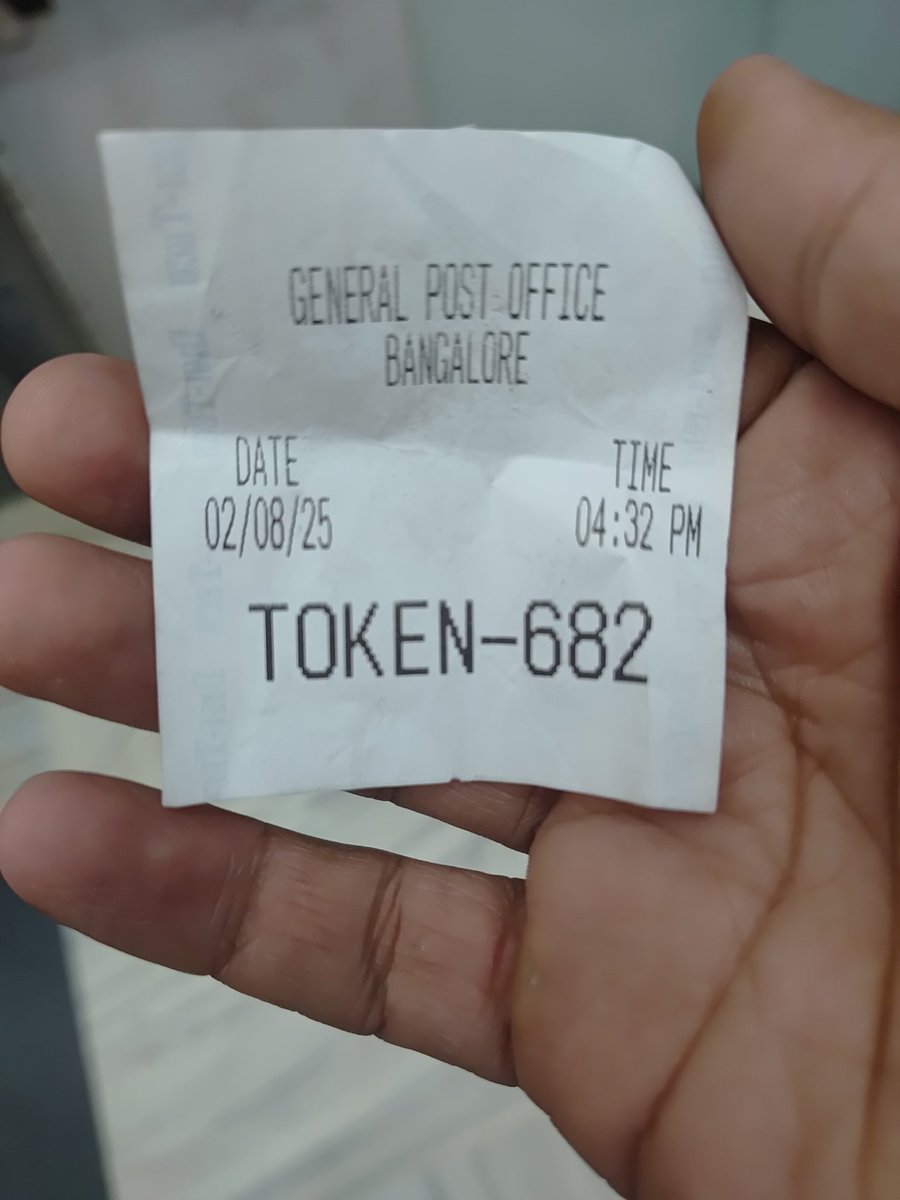 GENERAL POST OFFICE
BANGALORE
DATE TIME
02/08/25 04:32 PM
TOKEN-682